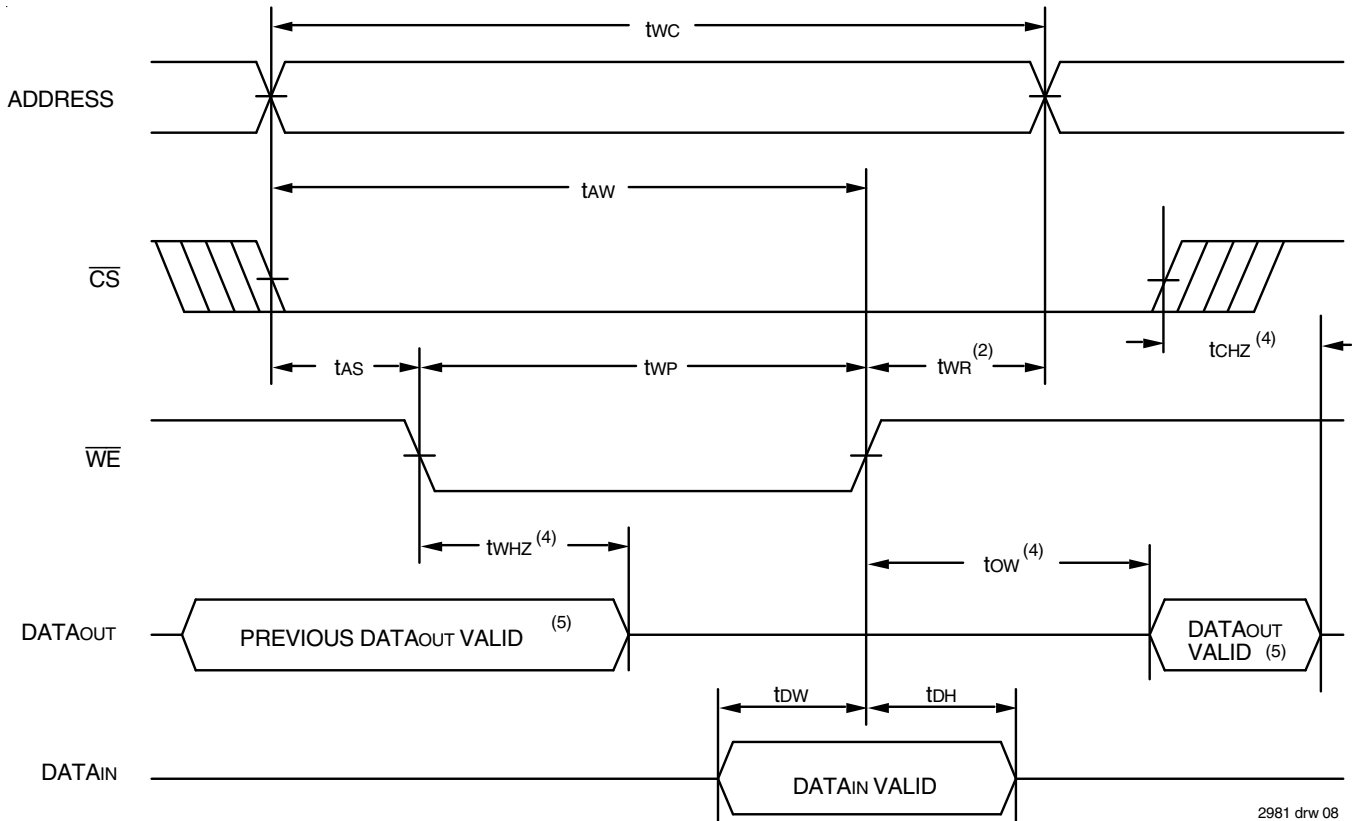 tWC
ADDRESS
tAW
CS
tCHZ (4)
tAS
tWP
tWR (2)
WE
tWHZ (4)
tOW (4)
DATAOUT
PREVIOUS DATAOUT VALID (5)
DATAOUT
VALID (5)
tDW
tDH
DATAIN
DATAIN VALID
2981 drw 08